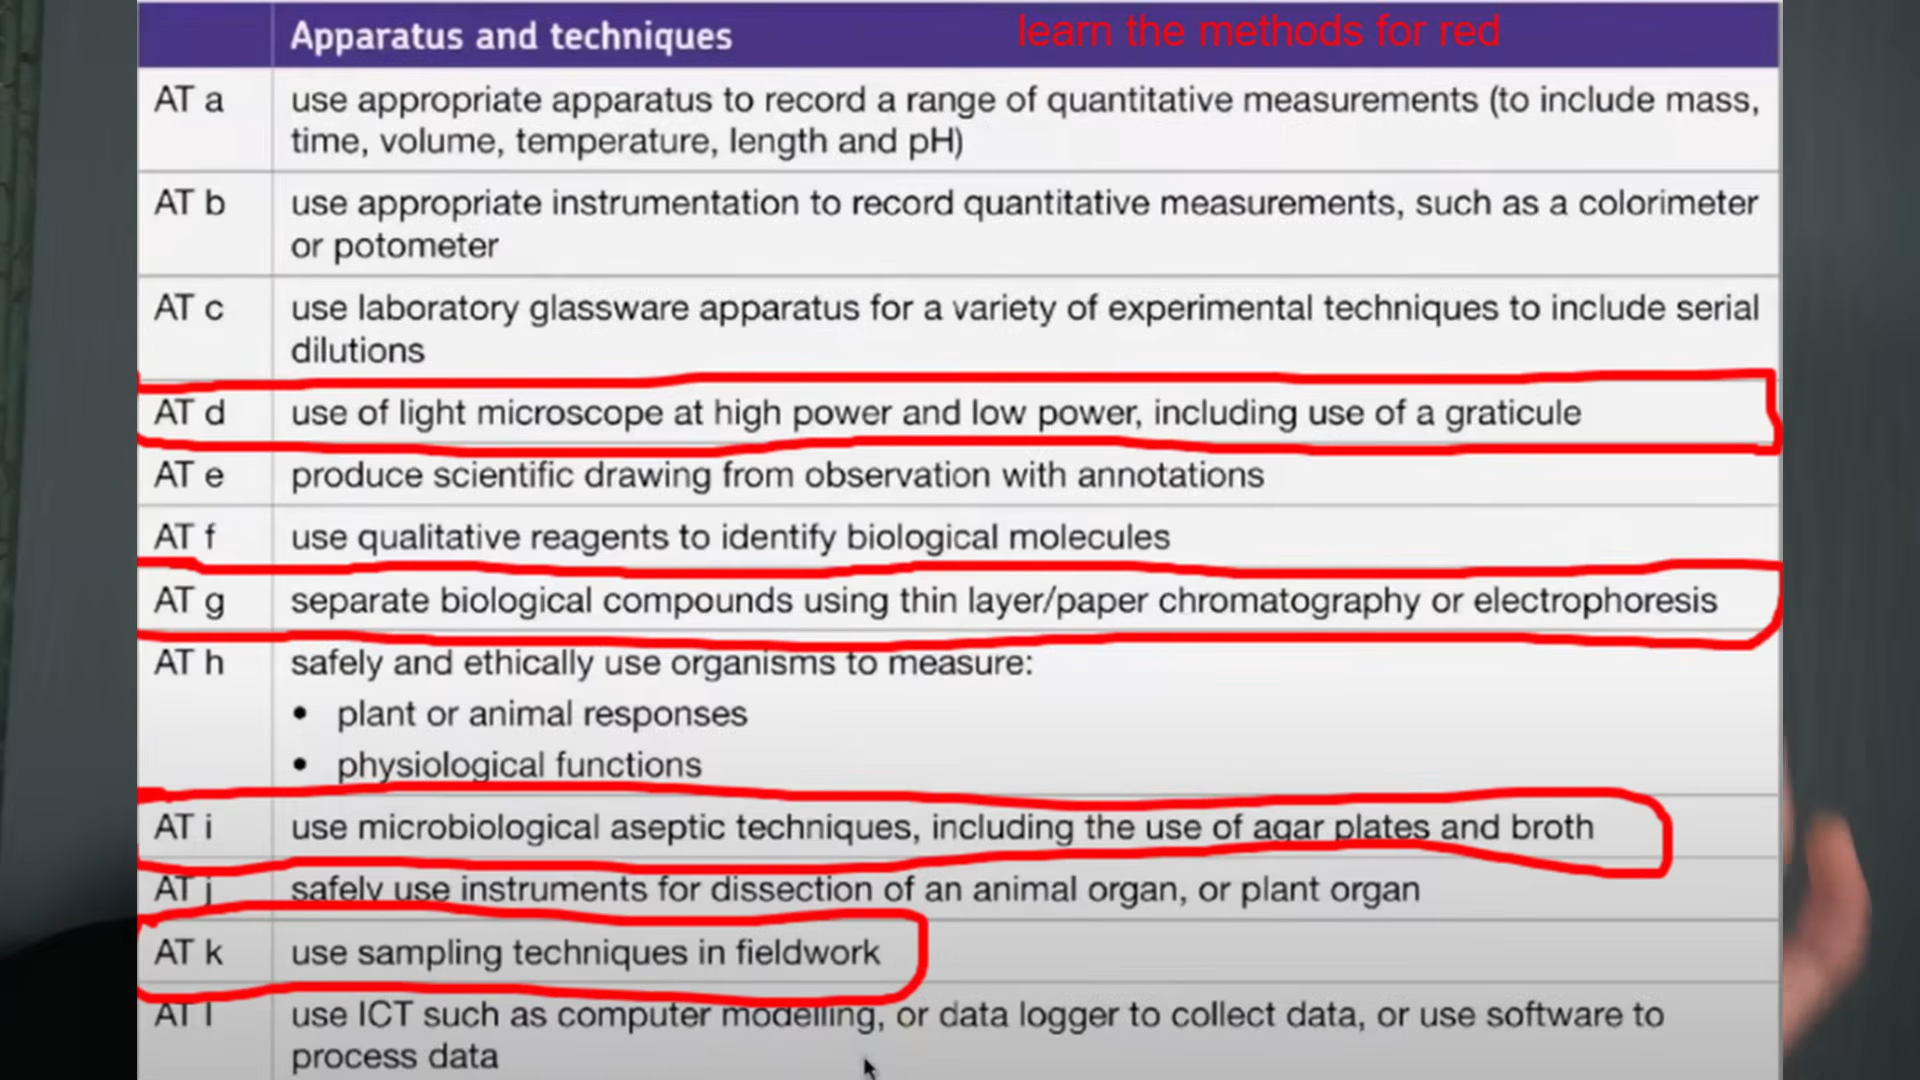 Apparatus and techniques
learn the methods for red
AT a
use appropriate apparatus to record a range of quantitative measurements (to include mass,
time, volume, temperature, length and pH)
AT b
use appropriate instrumentation to record quantitative measurements, such as a colorimeter
or potometer
AT c
use laboratory glassware apparatus for a variety of experimental techniques to include serial
dilutions
AT d
use of light microscope at high power and low power, including use of a graticule
AT e
produce scientific drawing from observation with annotations
AT f
use qualitative reagents to identify biological molecules
AT g
separate biological compounds using thin layer/paper chromatography or electrophoresis
AT h
safely and ethically use organisms to measure:
• plant or animal responses
• physiological functions
AT i
use microbiological aseptic techniques, including the use of agar plates and broth
AT j
safely use instruments for dissection of an animal organ, or plant organ
AT k
use sampling techniques in fieldwork
AT l
use ICT such as computer modelling, or data logger to collect data, or use software to
process data